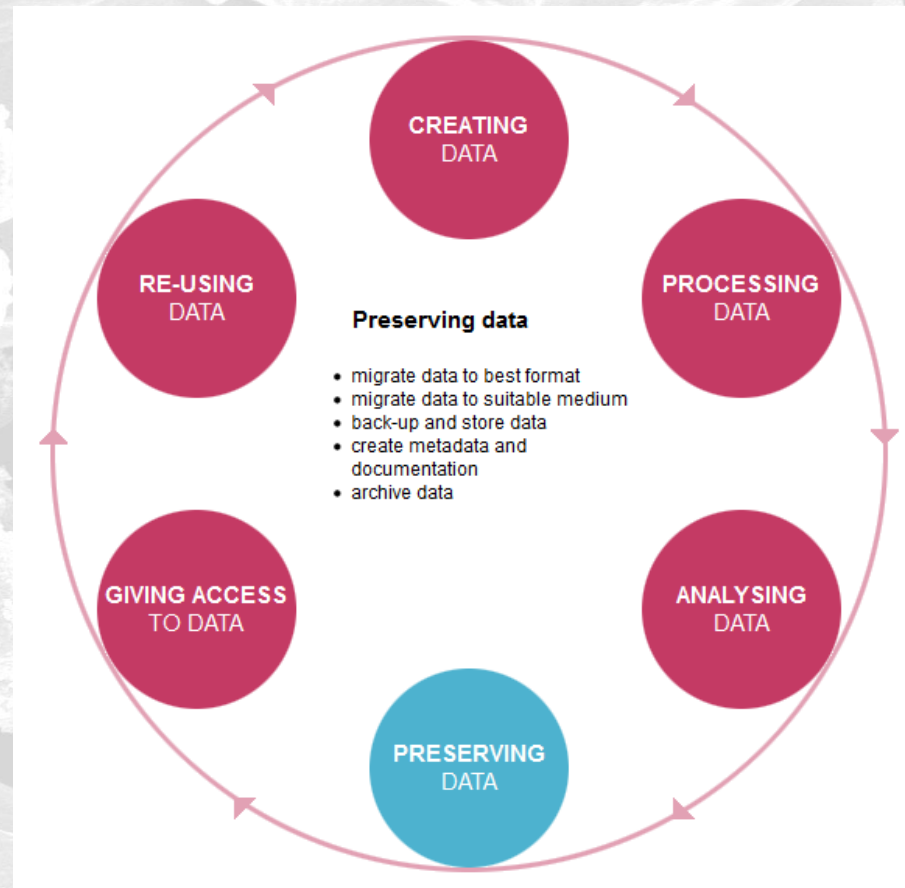 CREATING
DATA
RE-USING
DATA
PROCESSING
DATA
Preserving data
• migrate data to best format
• migrate data to suitable medium
• back-up and store data
• create metadata and
documentation
• archive data
GIVING ACCESS
TO DATA
ANALYSING
DATA
PRESERVING
DATA